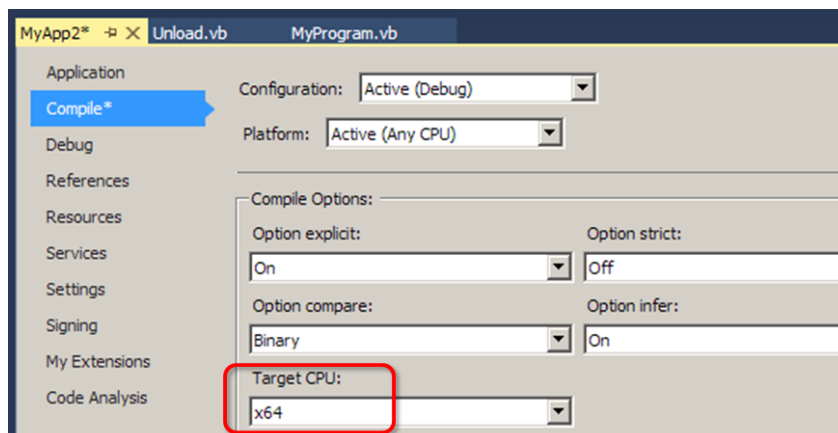 MyApp2* Unload.vb MyProgram.vb
Application
Compile*
Debug
References
Resources
Services
Settings
Signing
My Extensions
Code Analysis
Configuration: Active (Debug)
Platform: Active (Any CPU)
Compile Options:
Option explicit: Option strict:
On Off
Option compare: Option infer:
Binary On
Target CPU:
x64